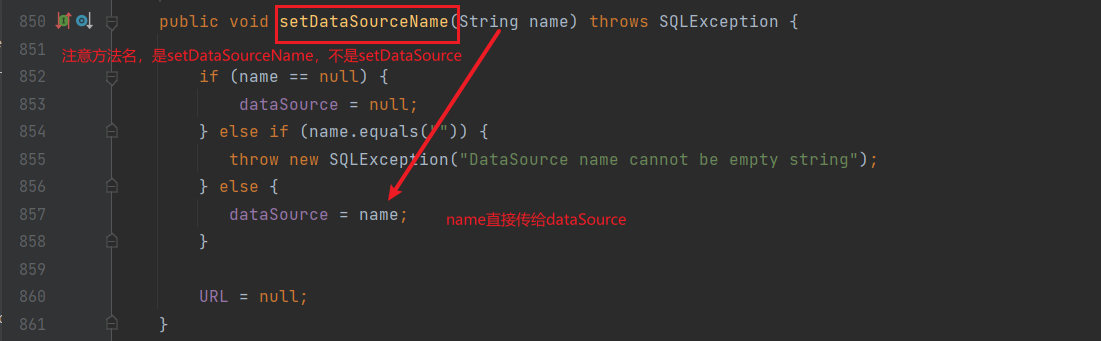 850 public void setDataSourceName(String name) throws SQLException {
851
注意方法名，是setDataSourceName，不是setDataSource
852 if (name == null) {
853 dataSource = null;
854 } else if (name.equals("")) {
855 throw new SQLException("DataSource name cannot be empty string");
856 } else {
857 dataSource = name; name直接传给dataSource
858 }
859
860 URL = null;
861 }